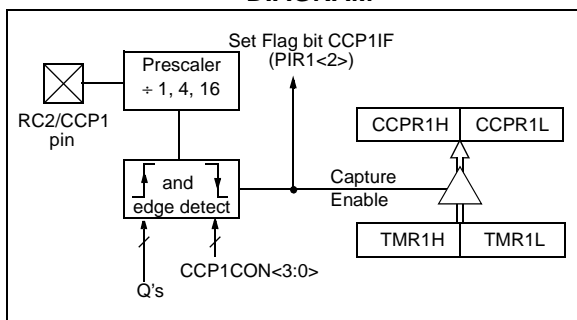 DIAGRAM
Set Flag bit CCP1IF
(PIR1<2>)
Prescaler
÷ 1, 4, 16
RC2/CCP1
pin
CCPR1H
CCPR1L
and
edge detect
Capture
Enable
TMR1H
TMR1L
CCP1CON<3:0>
Q's